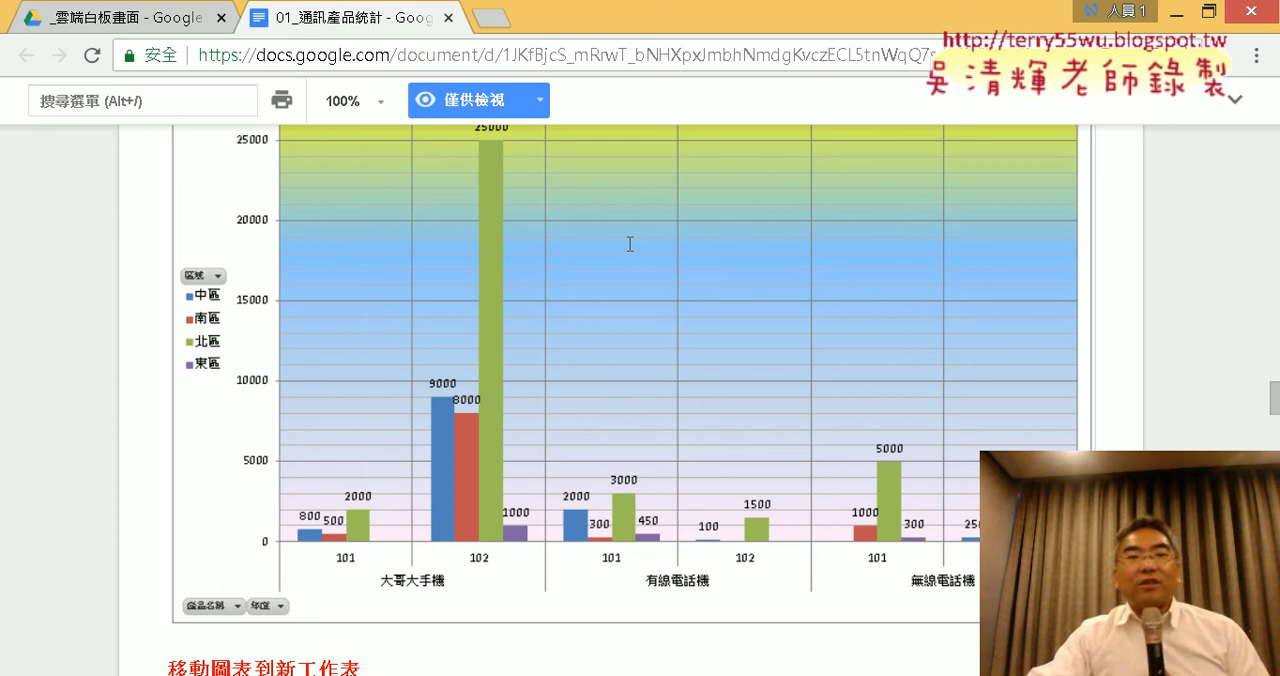 _雲端白板畫面 - Google
01_通訊產品統計 - Goog
人員 1
安全
https://docs.google.com/document/d/1JKfBjcS_mRrwT_bNHXpxJmbhNmdgKvczECL5tnWqQ7s
http://terry55wu.blogspot.tw
吳清輝老師錄製
搜尋選單 (Alt+/)
100%
僅供檢視
25000
25000
20000
15000
10000
5000
0
區域
中區
南區
北區
東區
800 500 2000
9000 8000 1000
2000 300 3000 450
100 1500
1000 5000 300
250
101 102 101 102 101
大哥大手機 有線電話機 無線電話機
產品名稱 年度
移動圖表到新工作表